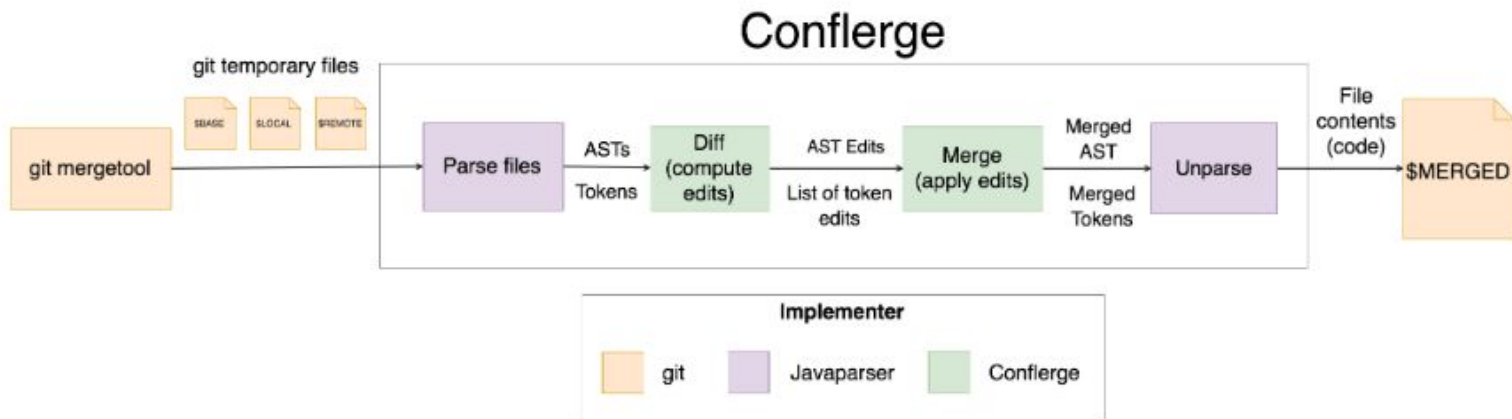 Conflerge
git temporary files
$BASE
$LOCAL
$REMOTE
git mergetool
Parse files
ASTs
Tokens
Diff
(compute
edits)
AST Edits
List of token
edits
Merge
(apply edits)
Merged
AST
Merged
Tokens
Unparse
File
contents
(code)
$MERGED
Implementer
git
Javaparser
Conflerge